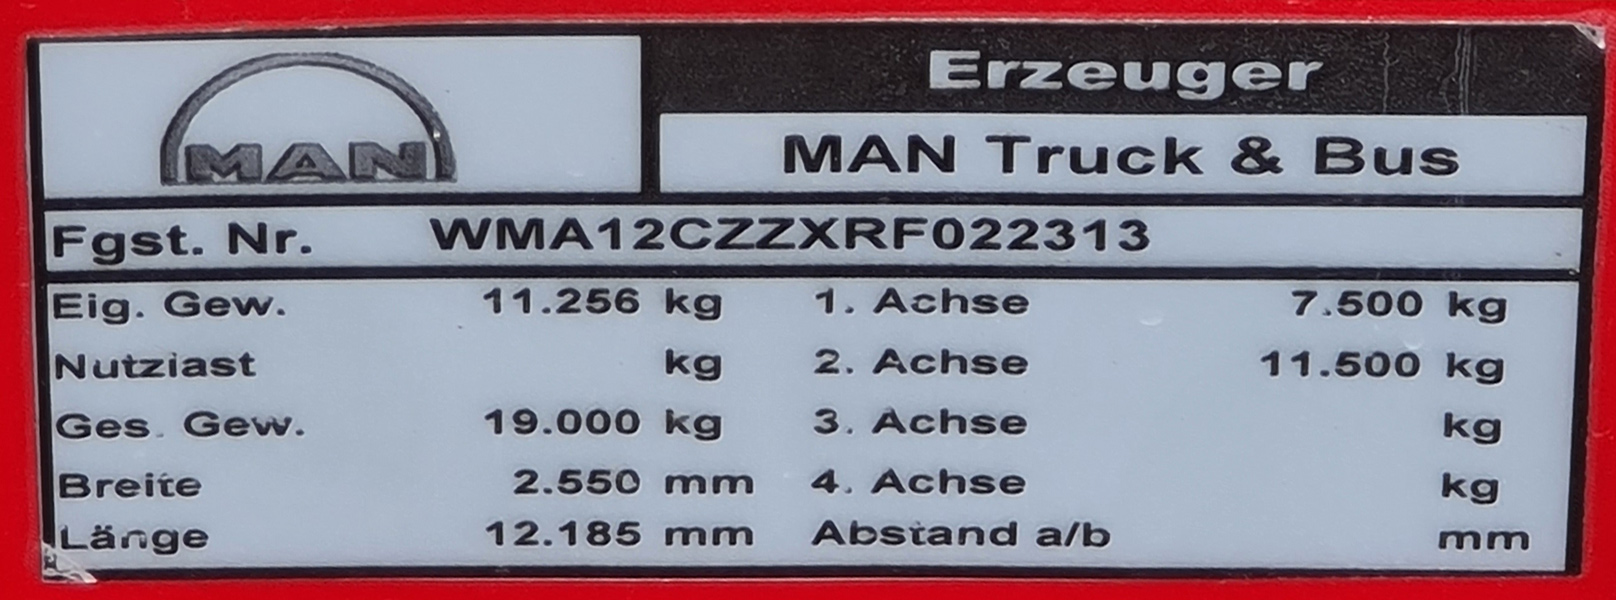 MAN
Erzeuger
MAN Truck & Bus
Fgst. Nr. WMA12CZZXRF022313
Eig. Gew. 11.256 kg 1. Achse 7.500 kg
Nutziast kg 2. Achse 11.500 kg
Ges. Gew. 19.000 kg 3. Achse kg
Breite 2.550 mm 4. Achse kg
Länge 12.185 mm Abstand a/b mm